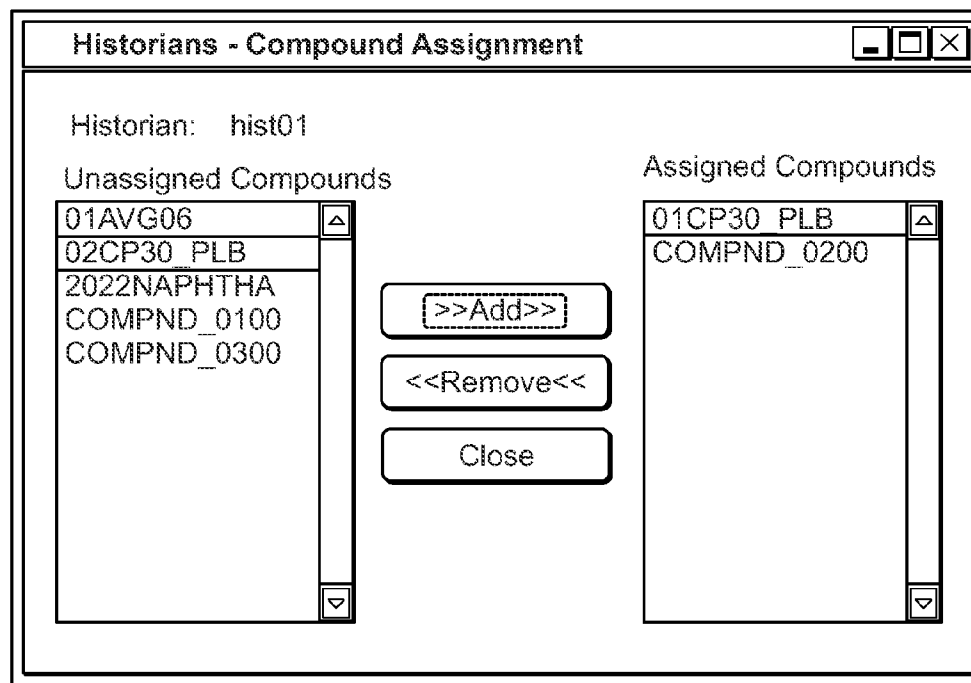 Historians - Compound Assignment
Historian: hist01
Unassigned Compounds
01AVG06
02CP30_PLB
2022NAPHTHA
COMPND_0100
COMPND_0300
>>Add>>
<<Remove<<
Close
Assigned Compounds
01CP30_PLB
COMPND_0200